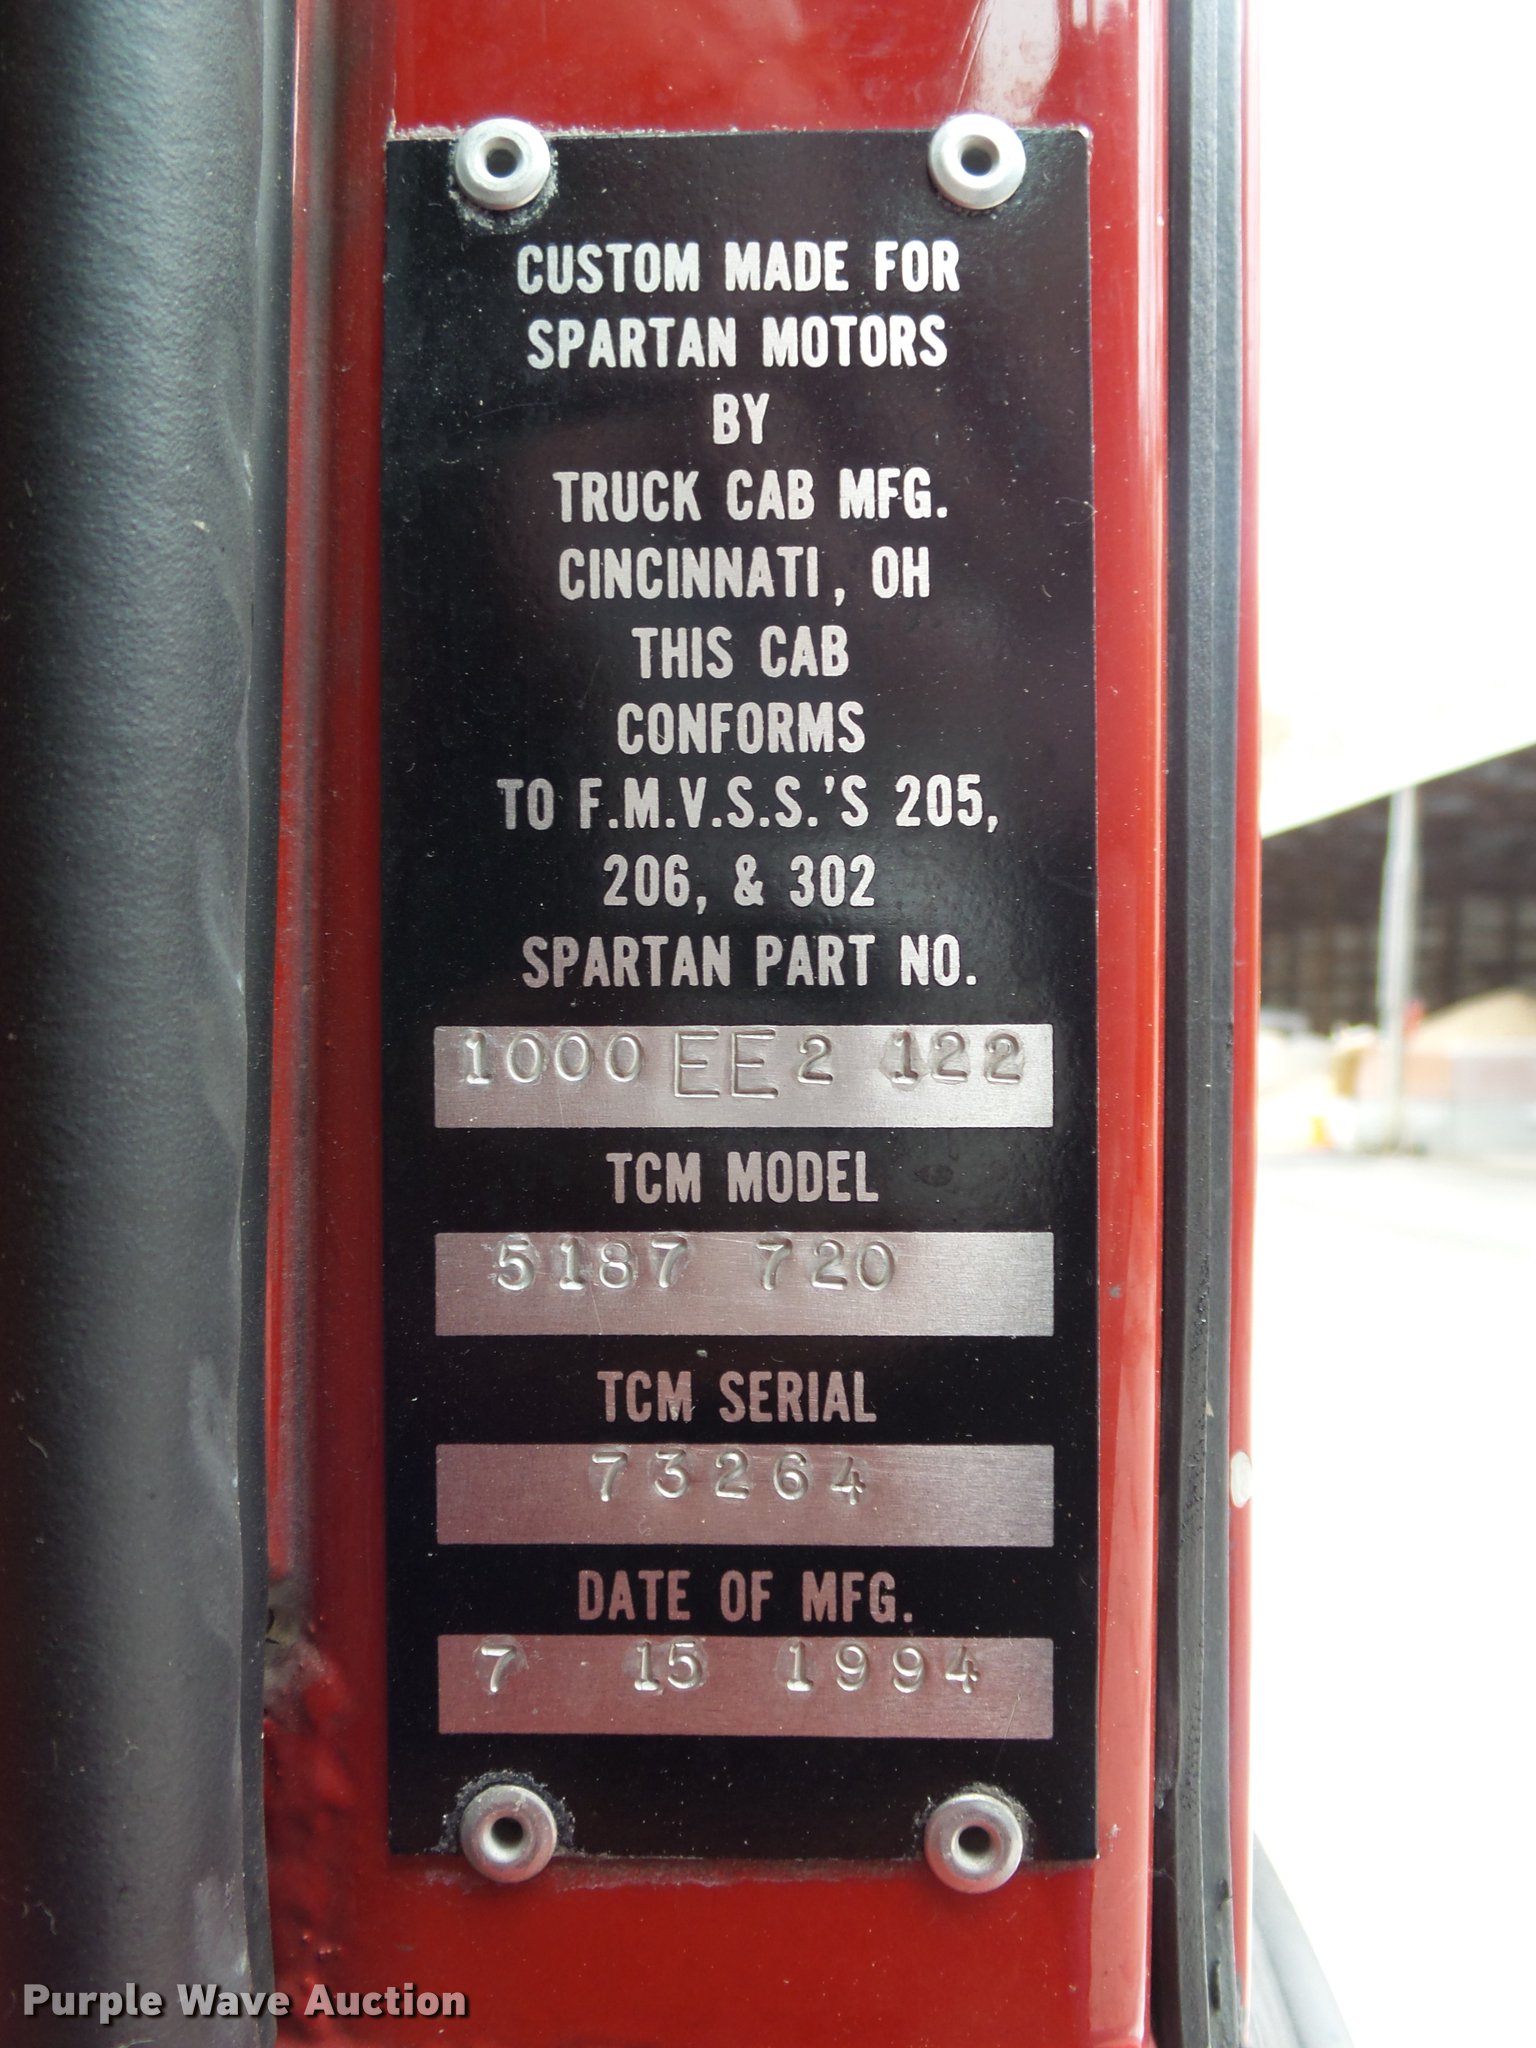 CUSTOM MADE FOR
SPARTAN MOTORS
BY
TRUCK CAB MFG.
CINCINNATI, OH
THIS CAB
CONFORMS
TO F.M.V.S.S.'S 205,
206, & 302
SPARTAN PART NO.
1000 EE2 122
TCM MODEL
5187 720
TCM SERIAL
73264
DATE OF MFG.
7 15 1994
Purple Wave Auction